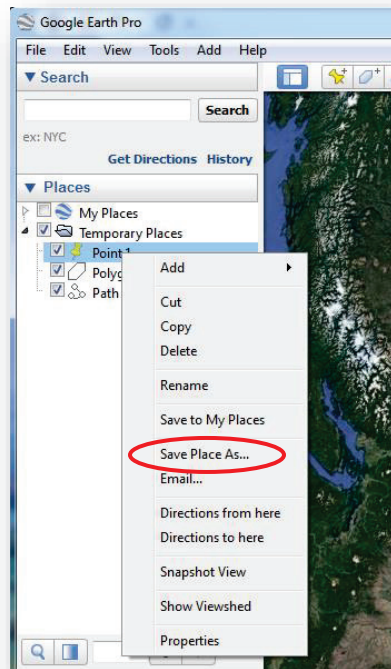 Google Earth Pro
File Edit View Tools Add Help
Search
Search
ex: NYC
Get Directions History
Places
My Places
Temporary Places
Point 1
Polyg
Path
Add
Cut
Copy
Delete
Rename
Save to My Places
Save Place As...
Email...
Directions from here
Directions to here
Snapshot View
Show Viewshed
Properties